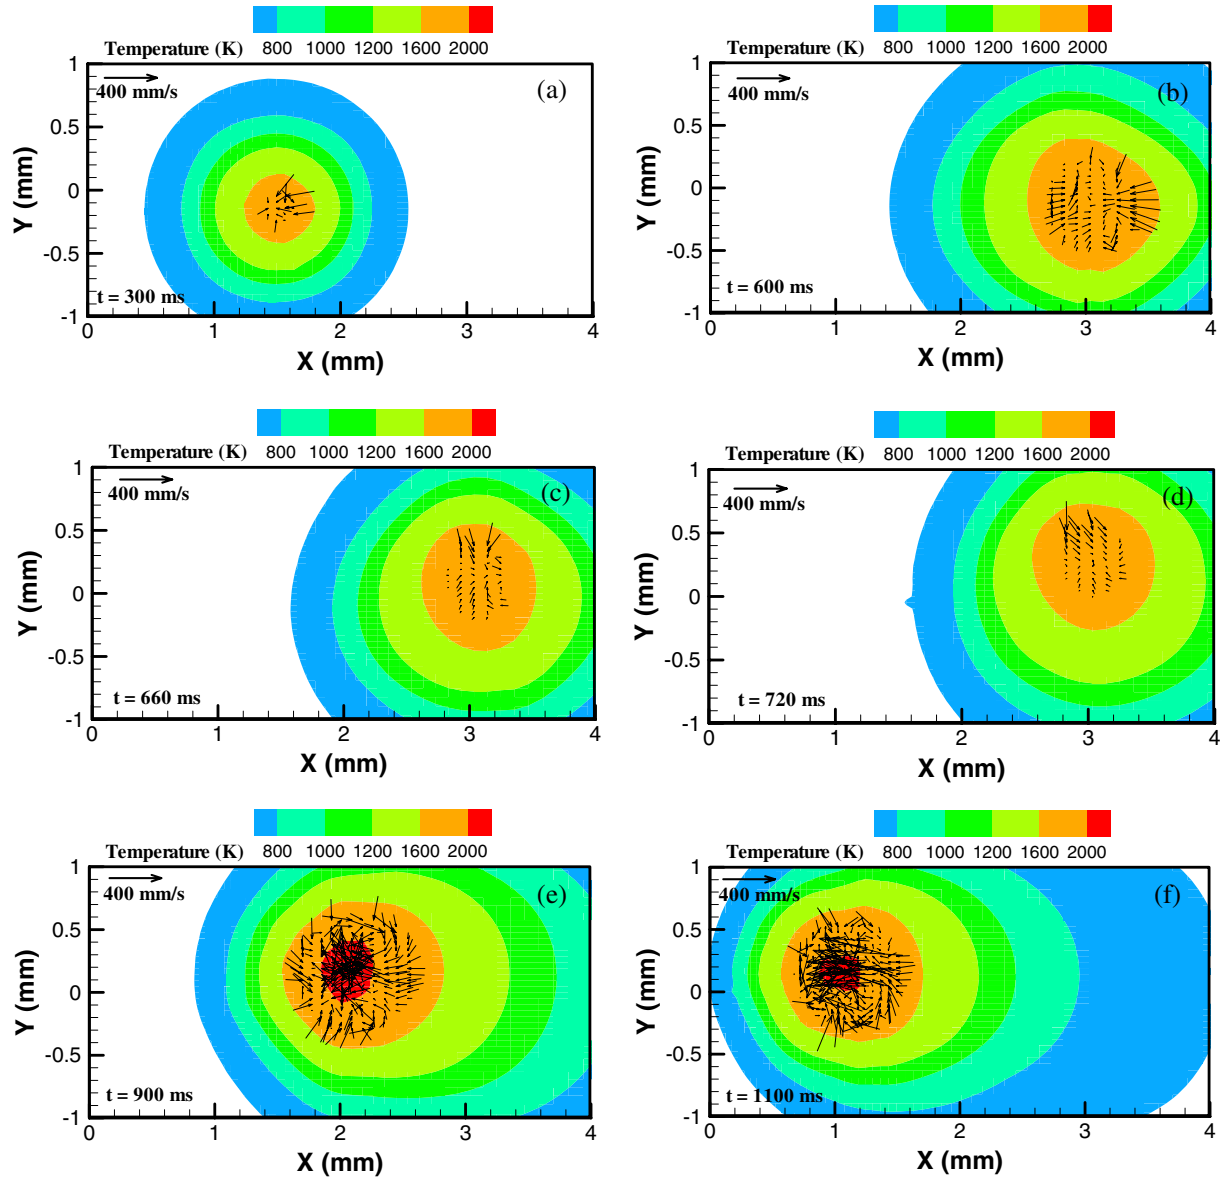 Temperature (K) 800 1000 1200 1600 2000
400 mm/s
(a)
t = 300 ms
Y (mm)
1
0.5
0
-0.5
-1
0 1 2 3 4
X (mm)
Temperature (K) 800 1000 1200 1600 2000
400 mm/s
(b)
t = 600 ms
Y (mm)
1
0.5
0
-0.5
-1
0 1 2 3 4
X (mm)
Temperature (K) 800 1000 1200 1600 2000
400 mm/s
(c)
t = 660 ms
Y (mm)
1
0.5
0
-0.5
-1
0 1 2 3 4
X (mm)
Temperature (K) 800 1000 1200 1600 2000
400 mm/s
(d)
t = 720 ms
Y (mm)
1
0.5
0
-0.5
-1
0 1 2 3 4
X (mm)
Temperature (K) 800 1000 1200 1600 2000
400 mm/s
(e)
t = 900 ms
Y (mm)
1
0.5
0
-0.5
-1
0 1 2 3 4
X (mm)
Temperature (K) 800 1000 1200 1600 2000
400 mm/s
(f)
t = 1100 ms
Y (mm)
1
0.5
0
-0.5
-1
0 1 2 3 4
X (mm)